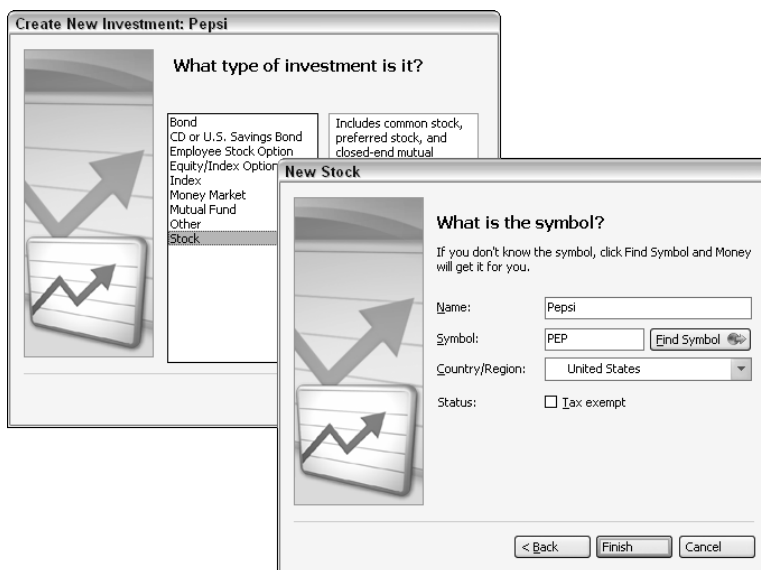 Create New Investment: Pepsi
What type of investment is it?
Bond
CD or U.S. Savings Bond
Employee Stock Option
Equity/Index Option
Index
Money Market
Mutual Fund
Other
Stock
Includes common stock,
preferred stock, and
closed-end mutual
New Stock
What is the symbol?
If you don't know the symbol, click Find Symbol and Money
will get it for you.
Name: Pepsi
Symbol: PEP Find Symbol
Country/Region: United States
Status: Tax exempt
< Back Finish Cancel